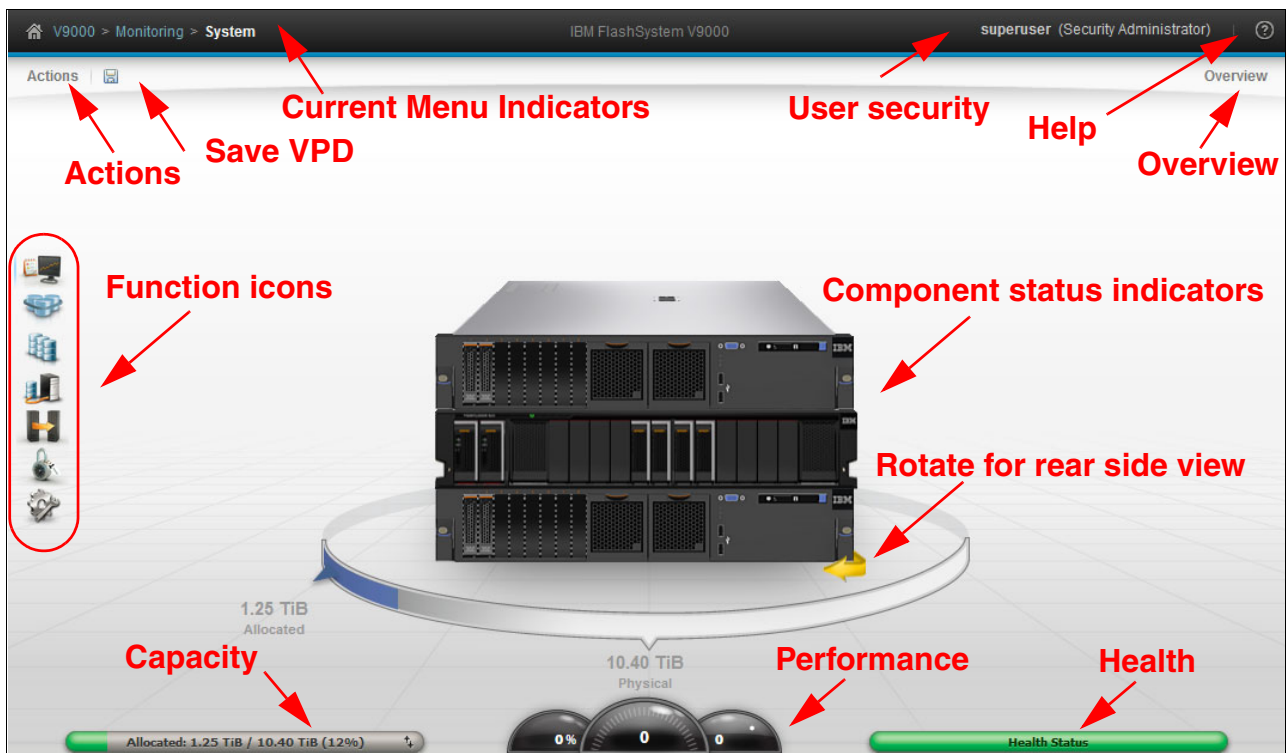 V9000 > Monitoring > System
IBM FlashSystem V9000
superuser (Security Administrator) | ?
Actions
Overview
Current Menu Indicators
User security
Help
Save VPD
Overview
Actions
Function icons
Component status indicators
IBM
IBM
Rotate for rear side view
IBM
1.25 TiB
Allocated
Capacity
10.40 TiB
Physical
Performance
Health
Allocated: 1.25 TiB / 10.40 TiB (12%)
0%
0
0
Health Status